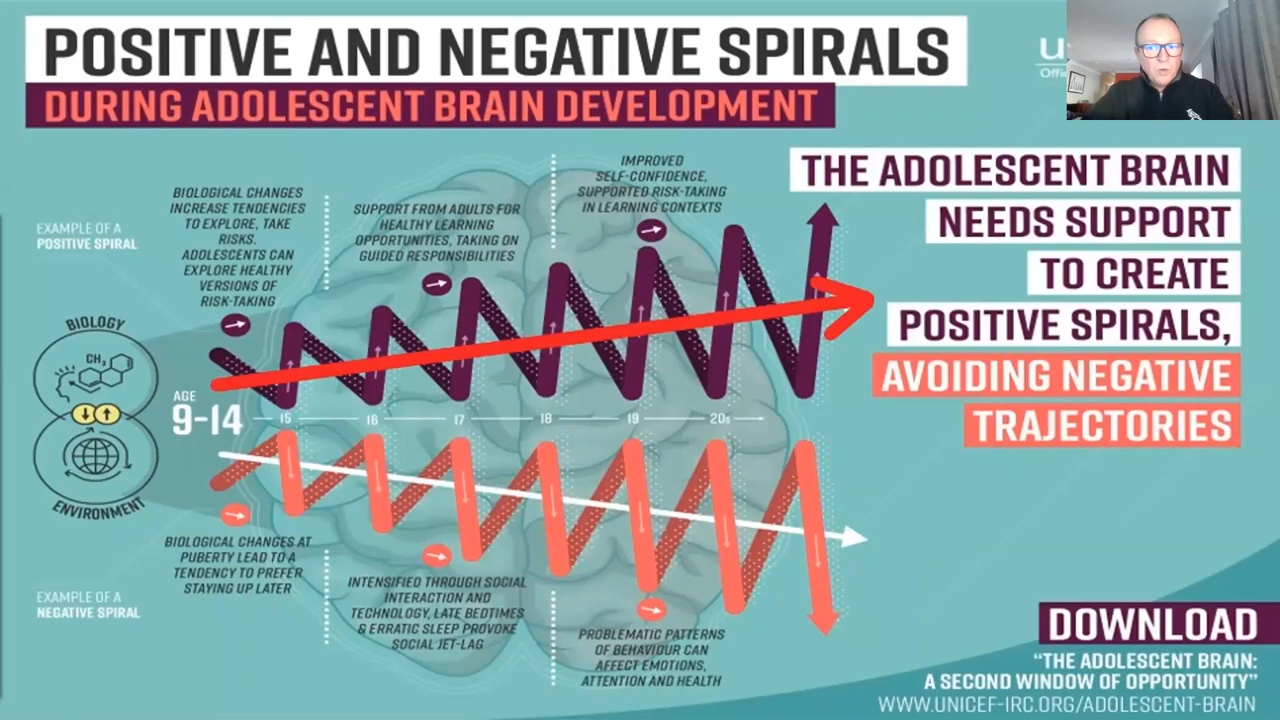 POSITIVE AND NEGATIVE SPIRALS
DURING ADOLESCENT BRAIN DEVELOPMENT
EXAMPLE OF A
POSITIVE SPIRAL
BIOLOGICAL CHANGES
INCREASE TENDENCIES
TO EXPLORE, TAKE
RISKS.
ADOLESCENTS CAN
EXPLORE HEALTHY
VERSIONS OF
RISK-TAKING
SUPPORT FROM ADULTS FOR
HEALTHY LEARNING
OPPORTUNITIES, TAKING ON
GUIDED RESPONSIBILITIES
IMPROVED
SELF-CONFIDENCE,
SUPPORTED RISK-TAKING
IN LEARNING CONTEXTS
THE ADOLESCENT BRAIN
NEEDS SUPPORT
TO CREATE
POSITIVE SPIRALS,
AVOIDING NEGATIVE
TRAJECTORIES
BIOLOGY
CH3
ENVIRONMENT
AGE
9-14
15
16
17
18
19
20s
BIOLOGICAL CHANGES AT
PUBERTY LEAD TO A
TENDENCY TO PREFER
STAYING UP LATER
EXAMPLE OF A
NEGATIVE SPIRAL
INTENSIFIED THROUGH SOCIAL
INTERACTION AND
TECHNOLOGY, LATE BEDTIMES
& ERRATIC SLEEP PROVOKE
SOCIAL JET-LAG
PROBLEMATIC PATTERNS
OF BEHAVIOUR CAN
AFFECT EMOTIONS,
ATTENTION AND HEALTH
DOWNLOAD
"THE ADOLESCENT BRAIN:
A SECOND WINDOW OF OPPORTUNITY"
WWW.UNICEF-IRC.ORG/ADOLESCENT-BRAIN